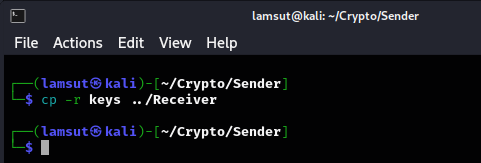 lamsut@kali: ~/Crypto/Sender
File Actions Edit View Help
┌──(lamsut㉿kali)-[~/Crypto/Sender]
└─$ cp -r keys ../Receiver
┌──(lamsut㉿kali)-[~/Crypto/Sender]
└─$